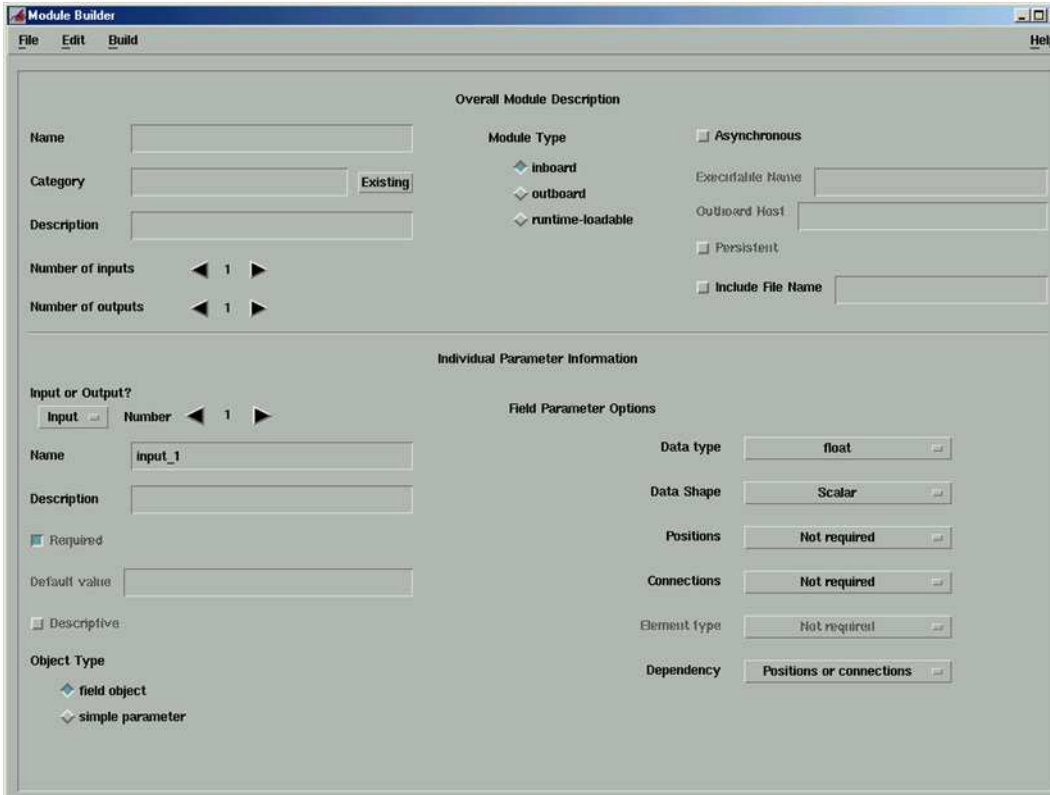 Module Builder
File Edit Build Help
Overall Module Description
Name
Category Existing
Description
Number of inputs 1
Number of outputs 1
Module Type
inboard
outboard
runtime-loadable
Asynchronous
Executable Name
Outboard Host
Persistent
Include File Name
Individual Parameter Information
Input or Output?
Input Number 1
Name input_1
Description
Required
Default value
Descriptive
Object Type
field object
simple parameter
Field Parameter Options
Data type float
Data Shape Scalar
Positions Not required
Connections Not required
Element type Not required
Dependency Positions or connections